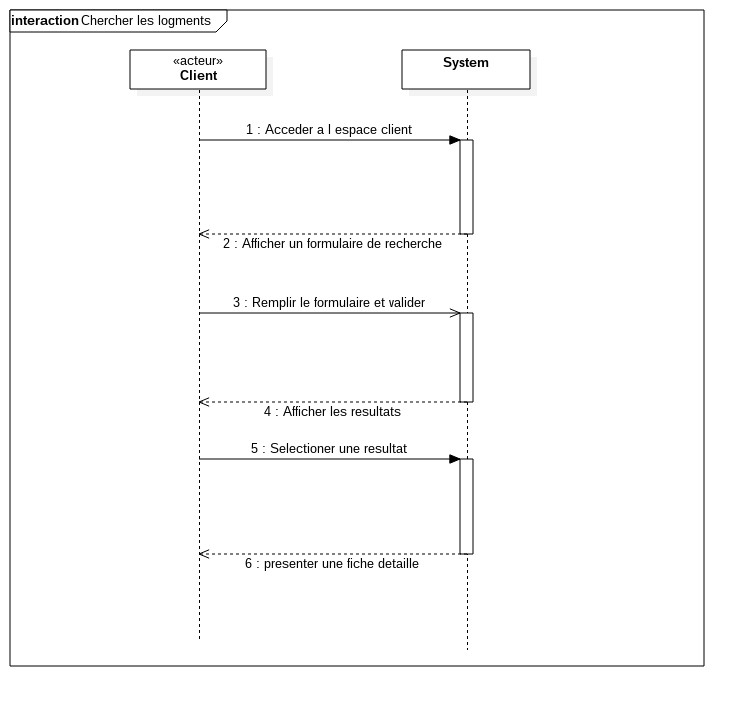 interaction Chercher les logments
«acteur»
Client
System
1 : Acceder a l espace client
2 : Afficher un formulaire de recherche
3 : Remplir le formulaire et valider
4 : Afficher les resultats
5 : Selectioner une resultat
6 : presenter une fiche detaille